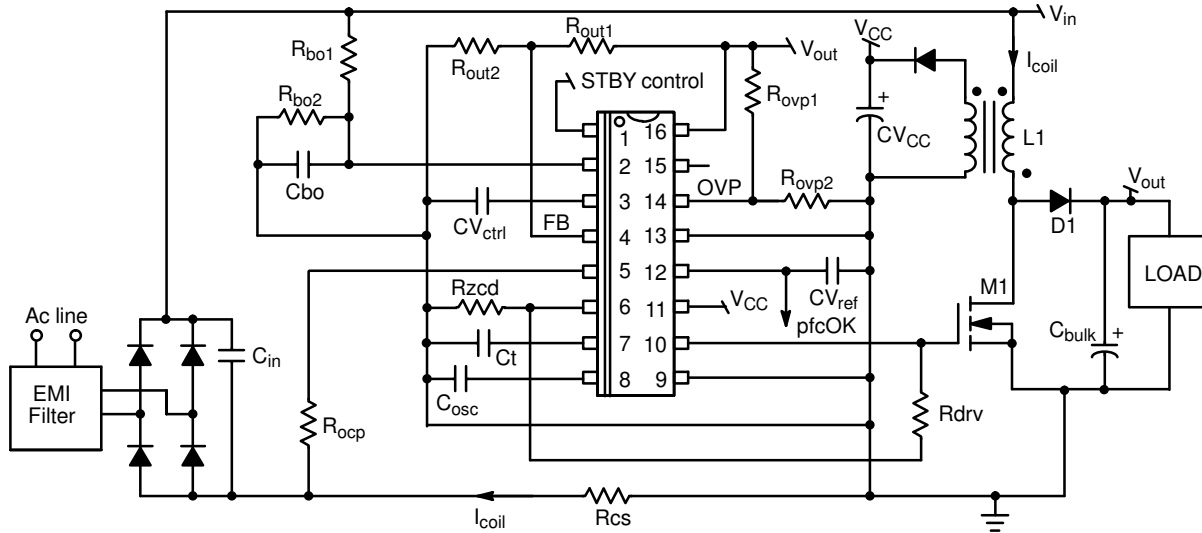 Vin
Rout1
Rbo1
Rout2
VCC
Vout
Icoil
STBY control
Rbo2
Rovp1
CVCC
L1
1 16
2 15
Cbo
OVP
Rovp2
Vout
3 14
CVctrl
FB
4 13
D1
5 12
LOAD
Rzcd
CVref
M1
6 11
VCC
pfcOK
Ac line
Cin
Ct
7 10
Cbulk
+
+
8 9
Cosc
EMI
Filter
Rocp
Rdrv
Icoil
Rcs